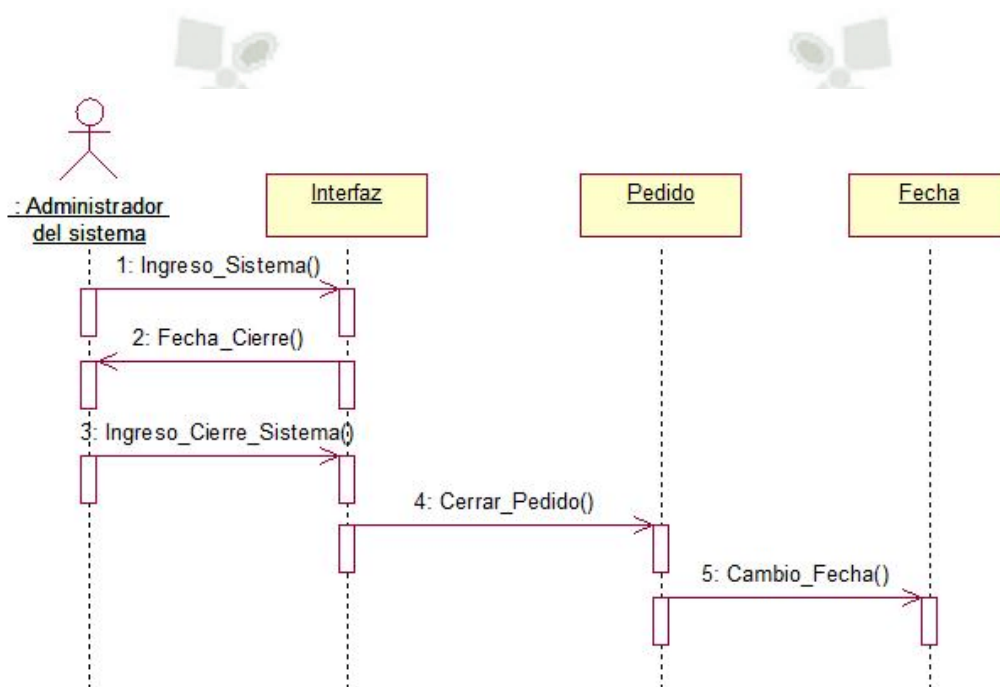 : Administrador
del sistema
Interfaz
Pedido
Fecha
1: Ingreso_Sistema()
2: Fecha_Cierre()
3: Ingreso_Cierre_Sistema()
4: Cerrar_Pedido()
5: Cambio_Fecha()